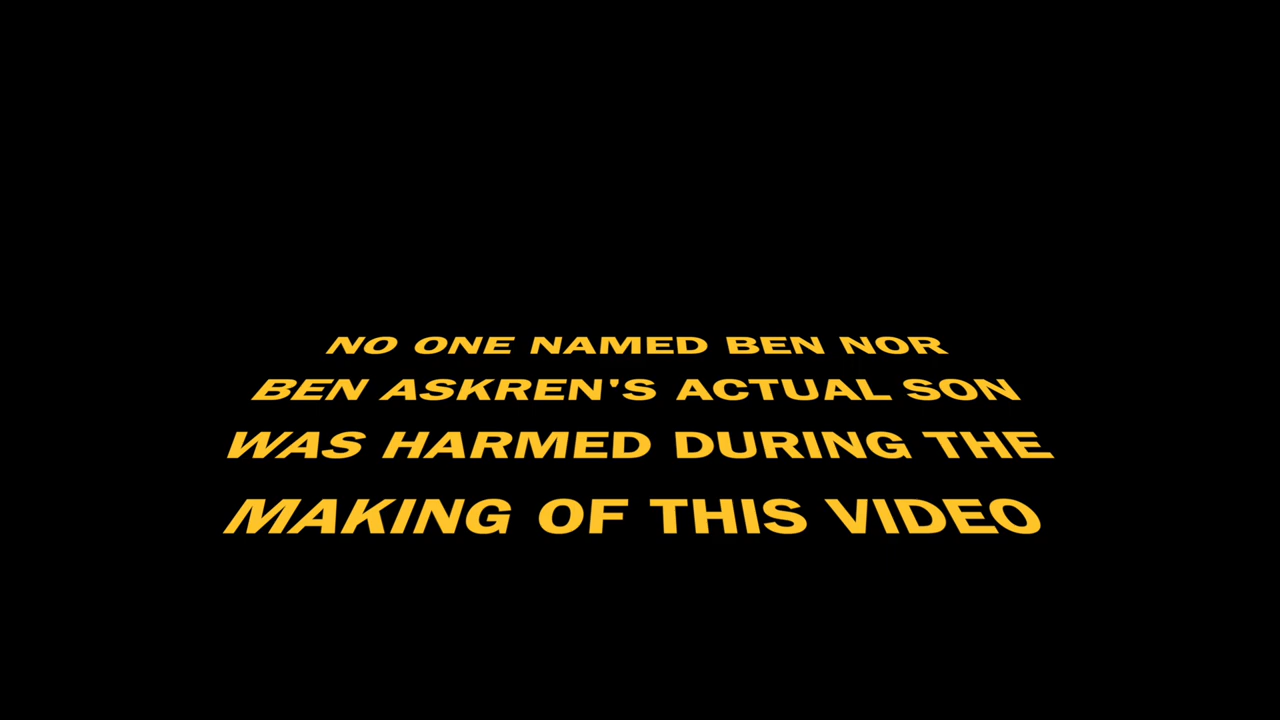 NO ONE NAMED BEN NOR
BEN ASKREN'S ACTUAL SON
WAS HARMED DURING THE
MAKING OF THIS VIDEO